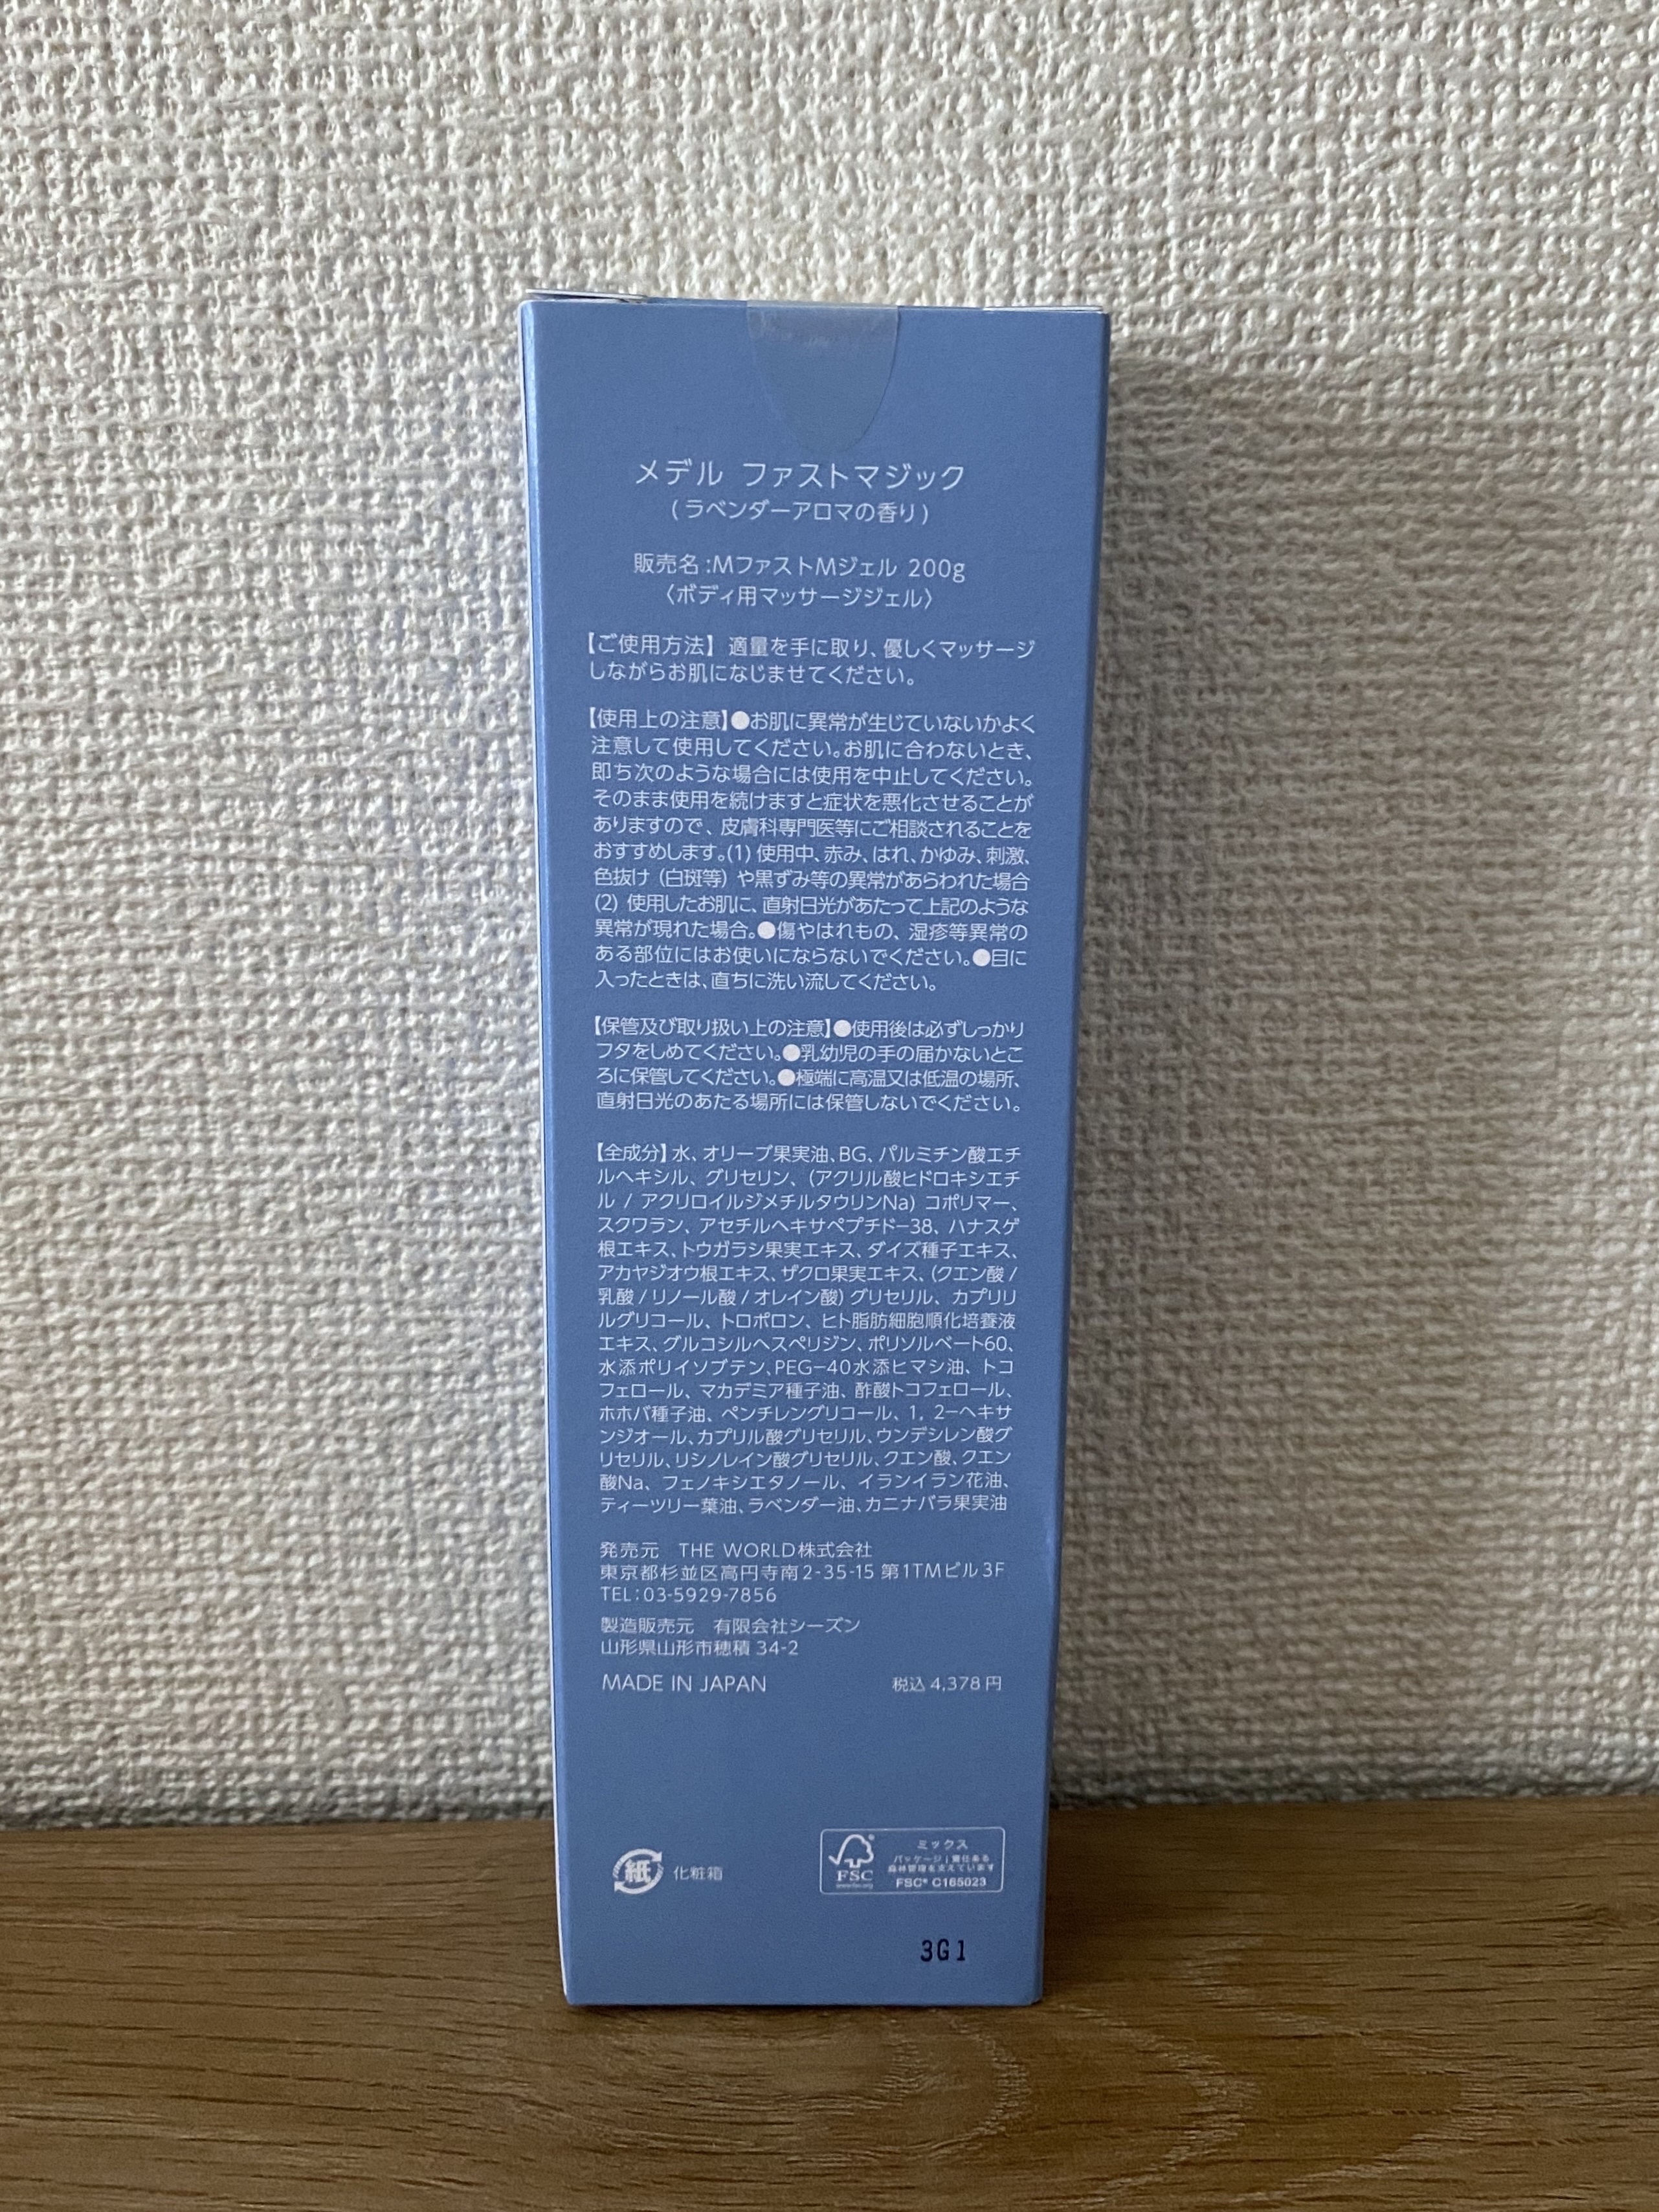 メデル ファストマジック
(ラベンダーアロマの香り)
販売名:MファストMジェル 200g
〈ボディ用マッサージジェル〉
【ご使用方法】 適量を手に取り、優しくマッサージ
しながらお肌になじませてください。
【使用上の注意】●お肌に異常が生じていないかよく
注意して使用してください。お肌に合わないとき、
即ち次のような場合には使用を中止してください。
そのまま使用を続けますと症状を悪化させることが
ありますので、皮膚科専門医等にご相談されることを
おすすめします。(1) 使用中、赤み、はれ、かゆみ、刺激、
色抜け (白斑等) や黒ずみ等の異常があらわれた場合
(2) 使用したお肌に、直射日光があたって上記のような
異常が現れた場合。●傷やはれもの、湿疹等異常の
ある部位にはお使いにならないでください。●目に
入ったときは、直ちに洗い流してください。
【保管及び取り扱い上の注意】●使用後は必ずしっかり
フタをしめてください。●乳幼児の手の届かないとこ
ろに保管してください。●極端に高温又は低温の場所、
直射日光のあたる場所には保管しないでください。
【全成分】水、オリーブ果実油、BG、パルミチン酸エチ
ルヘキシル、グリセリン、(アクリル酸ヒドロキシエチ
ル / アクリロイルジメチルタウリンNa) コポリマー、
スクワラン、アセチルヘキサペプチド-38、ハナスゲ
根エキス、トウガラシ果実エキス、ダイズ種子エキス、
アカヤジオウ根エキス、ザクロ果実エキス、(クエン酸 /
乳酸 / リノール酸 / オレイン酸) グリセリル、カプリリ
ルグリコール、トロポロン、ヒト脂肪細胞順化培養液
エキス、グルコシルヘスペリジン、ポリソルベート60、
水添ポリイソブテン、PEG-40水添ヒマシ油、トコ
フェロール、マカデミア種子油、酢酸トコフェロール、
ホホバ種子油、ペンチレングリコール、1, 2-ヘキサ
ンジオール、カプリル酸グリセリル、ウンデシレン酸グ
リセリル、リシノレイン酸グリセリル、クエン酸、クエン
酸Na、フェノキシエタノール、イランイラン花油、
ティーツリー葉油、ラベンダー油、カニナバラ果実油
発売元 THE WORLD株式会社
東京都杉並区高円寺南2-35-15 第1TMビル3F
TEL:03-5929-7856
製造販売元 有限会社シーズン
山形県山形市穂積 34-2
MADE IN JAPAN 税込 4,378 円
紙 化粧箱
FSC
www.fsc.org
ミックス
パッケージ | 責任ある
森林管理を支えています
FSC® C165023
3G1